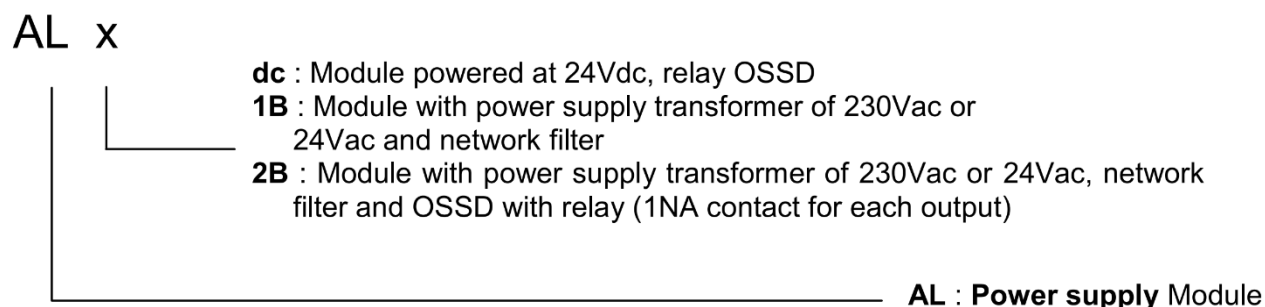 AL x
dc : Module powered at 24Vdc, relay OSSD
1B : Module with power supply transformer of 230Vac or
24Vac and network filter
2B : Module with power supply transformer of 230Vac or 24Vac, network
filter and OSSD with relay (1NA contact for each output)
AL : Power supply Module